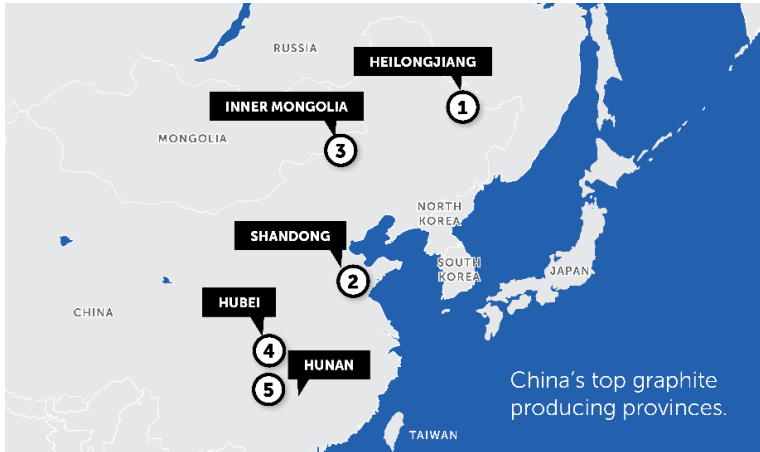 RUSSIA
HEILONGJIANG
1
INNER MONGOLIA
3
MONGOLIA
NORTH
KOREA
SHANDONG
2
SOUTH
KOREA
JAPAN
HUBEI
CHINA
4
HUNAN
5
China's top graphite
producing provinces.
TAIWAN